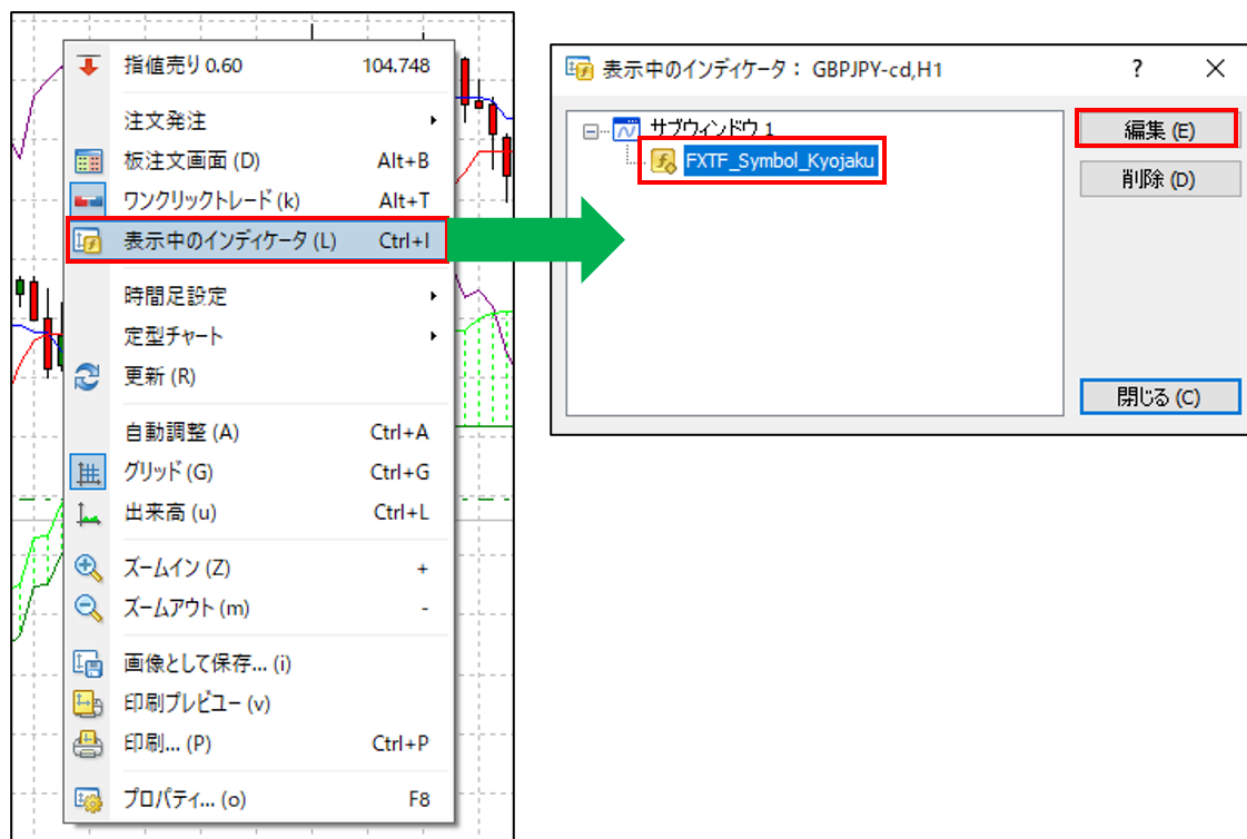 指値売り 0.60 104.748
注文発注
板注文画面 (D) Alt+B
ワンクリックトレード (k) Alt+T
表示中のインディケータ (L) Ctrl+I
時間足設定
定型チャート
更新 (R)
自動調整 (A) Ctrl+A
グリッド (G) Ctrl+G
出来高 (u) Ctrl+L
ズームイン (Z) +
ズームアウト (m) -
画像として保存... (i)
印刷プレビュー (v)
印刷... (P) Ctrl+P
プロパティ... (o) F8
表示中のインディケータ： GBPJPY-cd,H1 ?
サブウィンドウ 1
FXTF_Symbol_Kyojaku
編集 (E)
削除 (D)
閉じる (C)